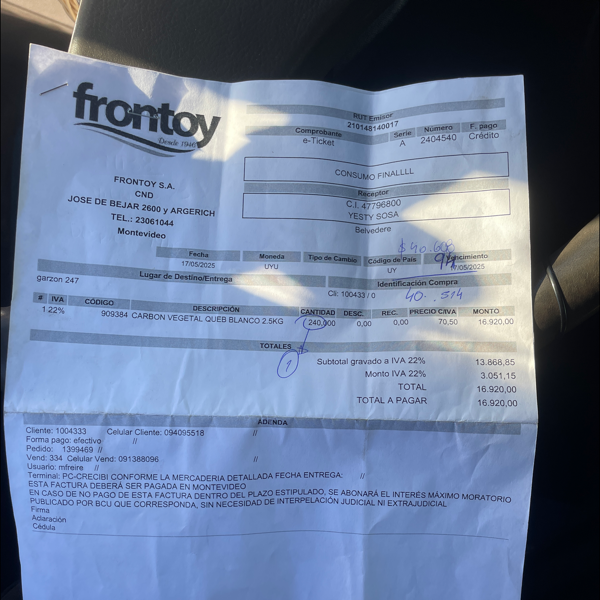 frontoy
Desde 1946
FRONTOY S.A.
CND
JOSE DE BEJAR 2600 y ARGERICH
TEL.: 23061044
Montevideo
RUT Emisor
210148140017
Comprobante Serie Número F. pago
e-Ticket A 2404540 Crédito
CONSUMO FINALLLL
Receptor
C.I. 47796800
YESTY SOSA
Belvedere
$ 40.600
Fecha Moneda Tipo de Cambio Código de País Vencimiento
17/05/2025 UYU UY 17/05/2025
garzon 247
Lugar de Destino/Entrega Identificación Compra
Cli: 100433 / 0
40. 514
# IVA CÓDIGO DESCRIPCIÓN CANTIDAD DESC. REC. PRECIO C/IVA MONTO
1 22% 909384 CARBON VEGETAL QUEB BLANCO 2.5KG 240,000 0,00 0,00 70,50 16.920,00
TOTALES
Subtotal gravado a IVA 22% 13.868,85
Monto IVA 22% 3.051,15
TOTAL 16.920,00
TOTAL A PAGAR 16.920,00
ADENDA
Cliente: 1004333 Celular Cliente: 094095518 //
Forma pago: efectivo //
Pedido: 1399469 //
Vend: 334 Celular Vend: 091388096 //
Usuario: mfreire //
Terminal: PC-CRECIBI CONFORME LA MERCADERIA DETALLADA FECHA ENTREGA: //
ESTA FACTURA DEBERÁ SER PAGADA EN MONTEVIDEO
EN CASO DE NO PAGO DE ESTA FACTURA DENTRO DEL PLAZO ESTIPULADO, SE ABONARÁ EL INTERÉS MÁXIMO MORATORIO
PUBLICADO POR BCU QUE CORRESPONDA, SIN NECESIDAD DE INTERPELACIÓN JUDICIAL NI EXTRAJUDICIAL
Firma
Aclaración
Cédula